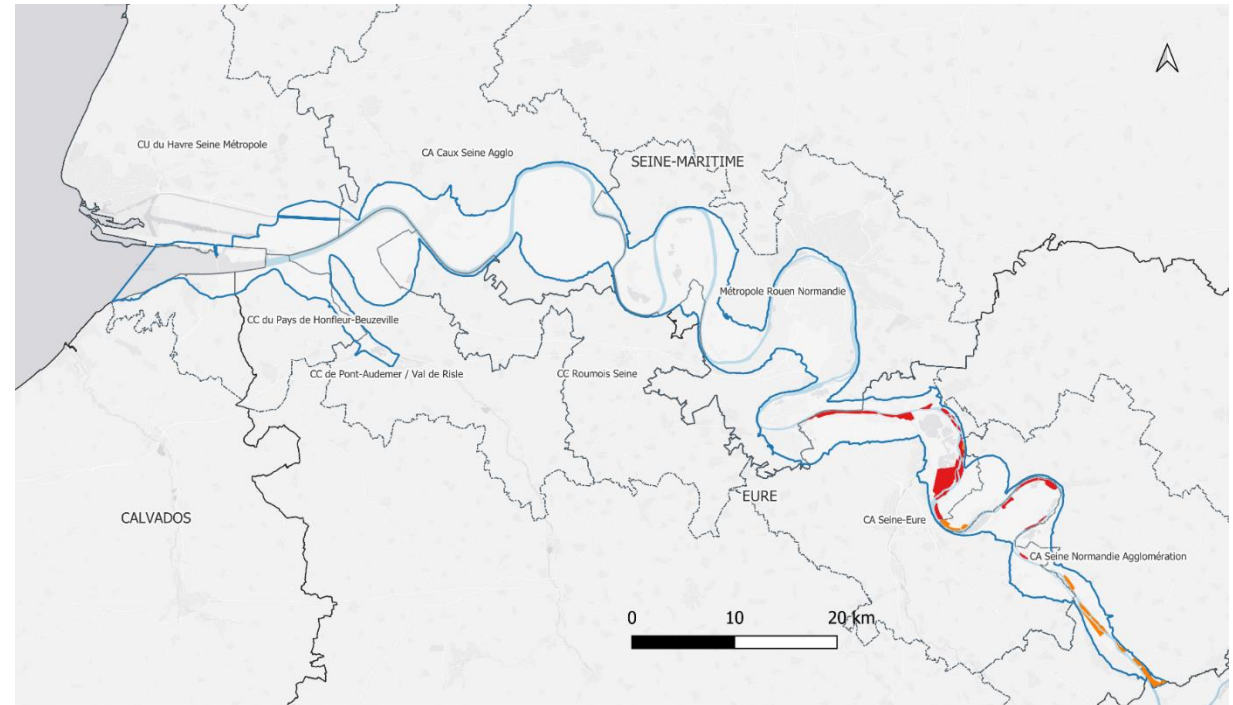 CU du Havre Seine Métropole
CA Caux Seine Agglo
SEINE-MARITIME
Métropole Rouen Normandie
CC du Pays de Honfleur-Beuzeville
CC de Pont-Audemer / Val de Risle
CC Roumois Seine
EURE
CALVADOS
CA Seine-Eure
CA Seine Normandie Agglomération
0 10 20 km